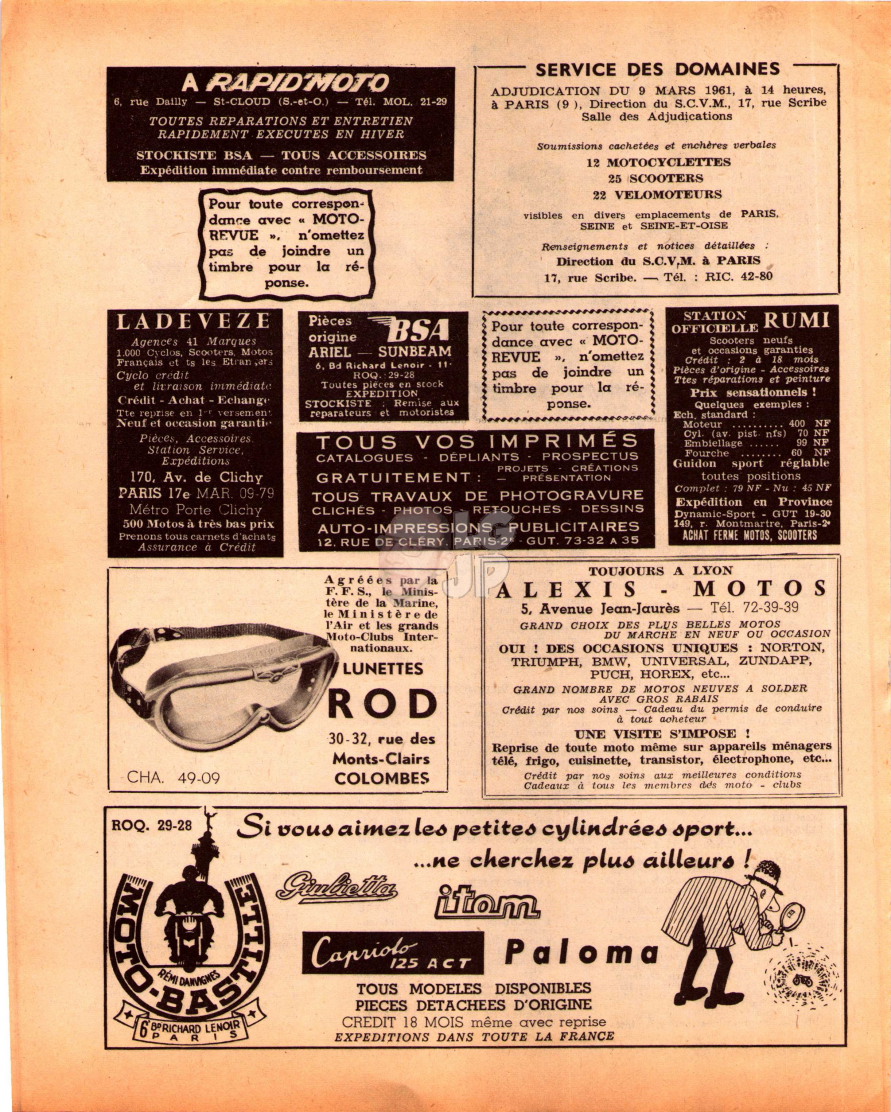 A RAPID'MOTO
6, rue Dailly — St-CLOUD (S.-et-O.) — Tél. MOL. 21-29
TOUTES REPARATIONS ET ENTRETIEN
RAPIDEMENT EXECUTES EN HIVER
STOCKISTE BSA — TOUS ACCESSOIRES
Expédition immédiate contre remboursement
SERVICE DES DOMAINES
ADJUDICATION DU 9 MARS 1961, à 14 heures,
à PARIS (9 ), Direction du S.C.V.M., 17, rue Scribe
Salle des Adjudications
Soumissions cachetées et enchères verbales
12 MOTOCYCLETTES
25 SCOOTERS
22 VELOMOTEURS
visibles en divers emplacements de PARIS,
SEINE et SEINE-ET-OISE
Renseignements et notices détaillées :
Direction du S.C.V.M. à PARIS
17, rue Scribe. — Tél. : RIC. 42-80
Pour toute correspon-
dance avec « MOTO-
REVUE », n'omettez
pas de joindre un
timbre pour la ré-
ponse.
LADEVEZE
Agences 41 Marques
1.000 Cyclos, Scooters, Motos
Français et ts les Etrangers
Cyclo crédit
et livraison immédiate
Crédit - Achat - Echange
Tte reprise en 1er versement
Neuf et occasion garantie
Pièces, Accessoires
Station Service,
Expéditions
170, Av. de Clichy
PARIS 17e MAR. 09-79
Métro Porte Clichy
500 Motos à très bas prix
Prenons tous carnets d'achats
Assurance à Crédit
Pièces
origine BSA
ARIEL — SUNBEAM
6, Bd Richard Lenoir - 11e
ROQ. 29-28
Toutes pièces en stock
EXPEDITION
STOCKISTE : Remise aux
reparateurs et motoristes
Pour toute correspon-
dance avec « MOTO-
REVUE », n'omettez
pas de joindre un
timbre pour la ré-
ponse.
STATION
OFFICIELLE RUMI
Scooters neufs
et occasions garanties
Crédit : 2 à 18 mois
Pièces d'origine - Accessoires
Ttes réparations et peinture
Prix sensationnels !
Quelques exemples :
Ech. standard :
Moteur .......... 400 NF
Cyl. (av. pist. nfs) 70 NF
Embiellage ...... 99 NF
Fourche ........ 60 NF
Guidon sport réglable
toutes positions
Complet : 79 NF - Nu : 45 NF
Expédition en Province
Dynamic-Sport - GUT 19-30
149, r. Montmartre, Paris-2e
ACHAT FERME MOTOS, SCOOTERS
TOUS VOS IMPRIMÉS
CATALOGUES - DÉPLIANTS - PROSPECTUS
GRATUITEMENT : PROJETS - CRÉATIONS
— PRÉSENTATION
TOUS TRAVAUX DE PHOTOGRAVURE
CLICHÉS - PHOTOS - RETOUCHES - DESSINS
AUTO-IMPRESSIONS PUBLICITAIRES
12, RUE DE CLÉRY, PARIS-2e - GUT. 73-32 A 35
JP
Agréées par la
F. F. S., le Minis-
tère de la Marine,
le Ministère de
l'Air et les grands
Moto-Clubs Inter-
nationaux.
LUNETTES
ROD
30-32, rue des
Monts-Clairs
COLOMBES
CHA. 49-09
TOUJOURS A LYON
ALEXIS - MOTOS
5, Avenue Jean-Jaurès — Tél. 72-39-39
GRAND CHOIX DES PLUS BELLES MOTOS
DU MARCHE EN NEUF OU OCCASION
OUI ! DES OCCASIONS UNIQUES : NORTON,
TRIUMPH, BMW, UNIVERSAL, ZUNDAPP,
PUCH, HOREX, etc...
GRAND NOMBRE DE MOTOS NEUVES A SOLDER
AVEC GROS RABAIS
Crédit par nos soins — Cadeau du permis de conduire
à tout acheteur
UNE VISITE S'IMPOSE !
Reprise de toute moto même sur appareils ménagers
télé, frigo, cuisinette, transistor, électrophone, etc...
Crédit par nos soins aux meilleures conditions
Cadeaux à tous les membres des moto - clubs
ROQ. 29-28
Si vous aimez les petites cylindrées sport...
...ne cherchez plus ailleurs !
Giulietta
itom
Capriolo
125 ACT
Paloma
TOUS MODELES DISPONIBLES
PIECES DETACHEES D'ORIGINE
CREDIT 18 MOIS même avec reprise
EXPEDITIONS DANS TOUTE LA FRANCE
MOTO-BASTILLE
RÉMI DANVIGNES
6 Bd RICHARD LENOIR
PARIS